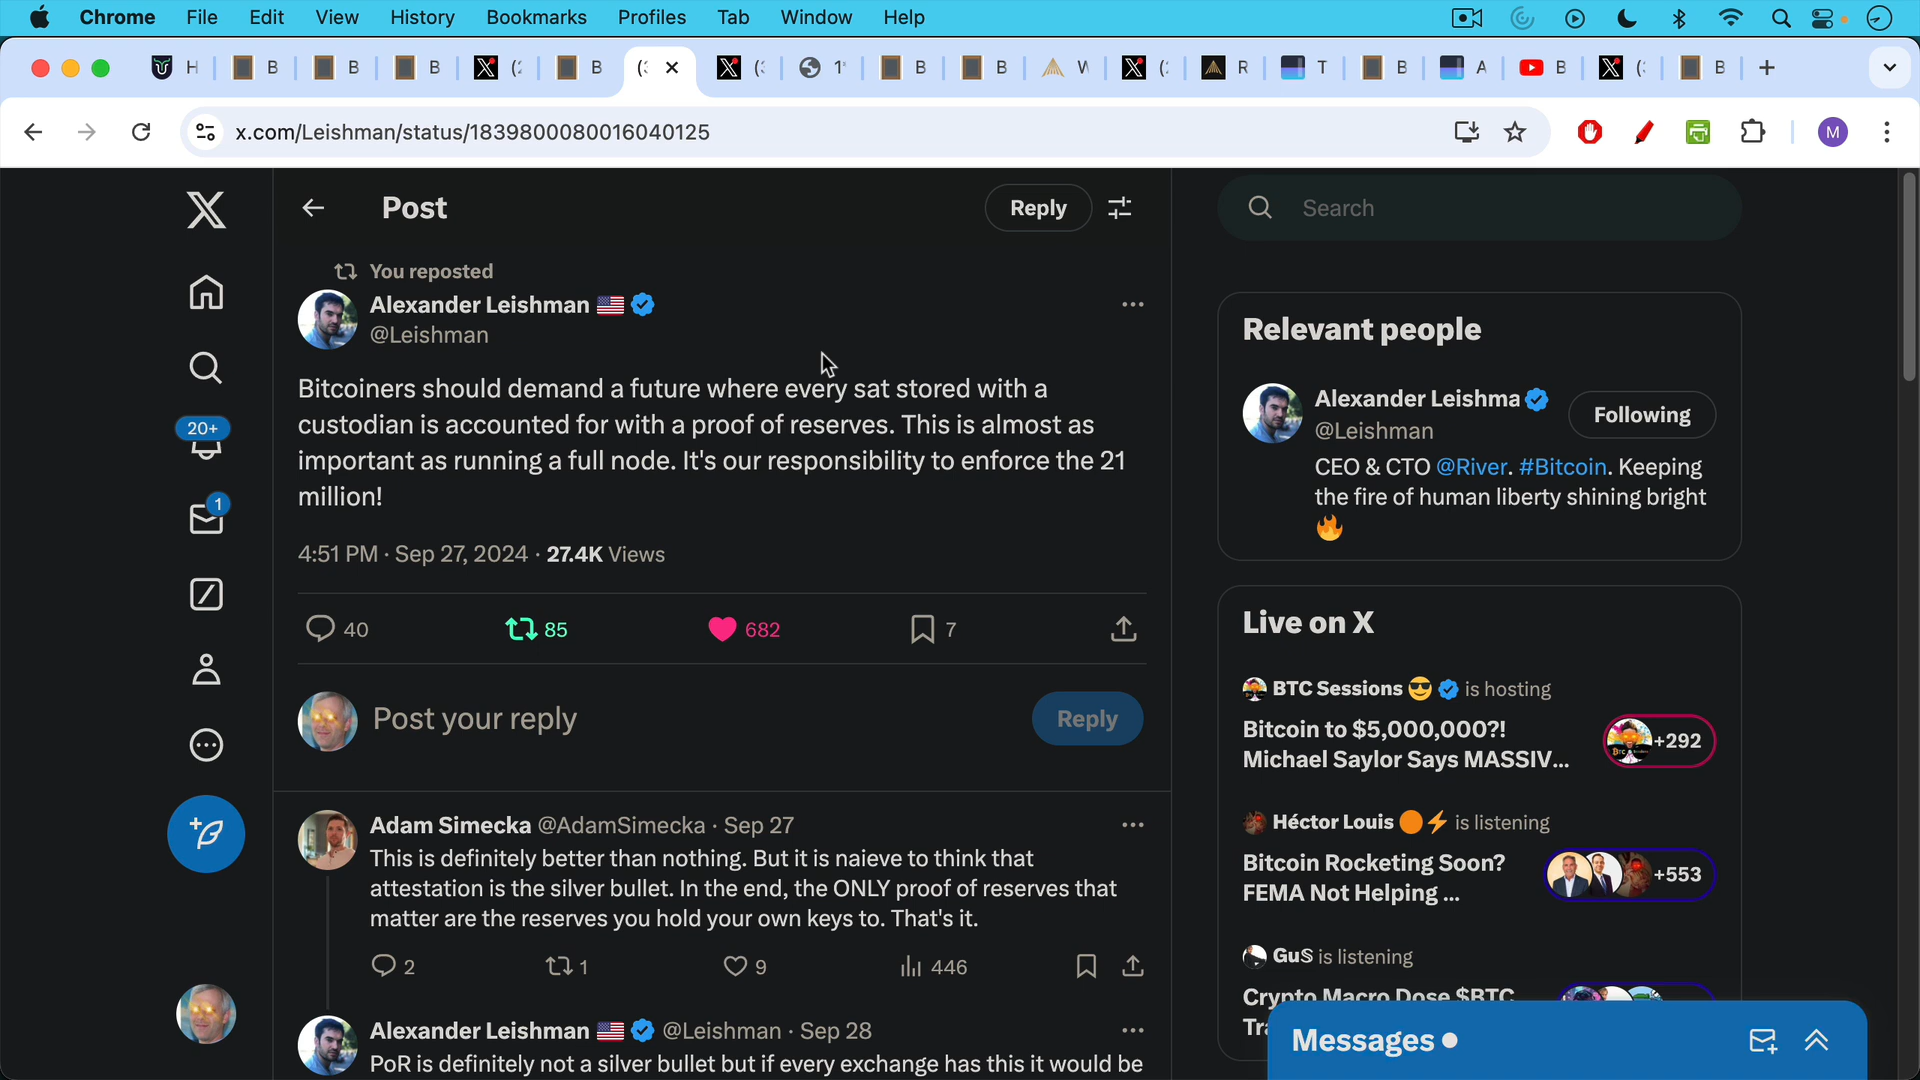 Chrome File Edit View History Bookmarks Profiles Tab Window Help
H B B B (2 B (3 X (3 1' B B W (2 R T B A B (3 B
x.com/Leishman/status/1839800080016040125
M
Post
Reply
Search
You reposted
Alexander Leishman
@Leishman
Bitcoiners should demand a future where every sat stored with a
custodian is accounted for with a proof of reserves. This is almost as
important as running a full node. It's our responsibility to enforce the 21
million!
4:51 PM · Sep 27, 2024 · 27.4K Views
40 85 682 7
Post your reply
Reply
Adam Simecka @AdamSimecka · Sep 27
This is definitely better than nothing. But it is naieve to think that
attestation is the silver bullet. In the end, the ONLY proof of reserves that
matter are the reserves you hold your own keys to. That's it.
2 1 9 446
Alexander Leishman @Leishman · Sep 28
PoR is definitely not a silver bullet but if every exchange has this it would be
20+
1
Relevant people
Alexander Leishma
@Leishman
Following
CEO & CTO @River. #Bitcoin. Keeping
the fire of human liberty shining bright
Live on X
BTC Sessions is hosting
Bitcoin to $5,000,000?!
Michael Saylor Says MASSIV...
+292
Héctor Louis is listening
Bitcoin Rocketing Soon?
FEMA Not Helping ...
+553
GuS is listening
Crypto Macro Dose $BTC
Tra
Messages